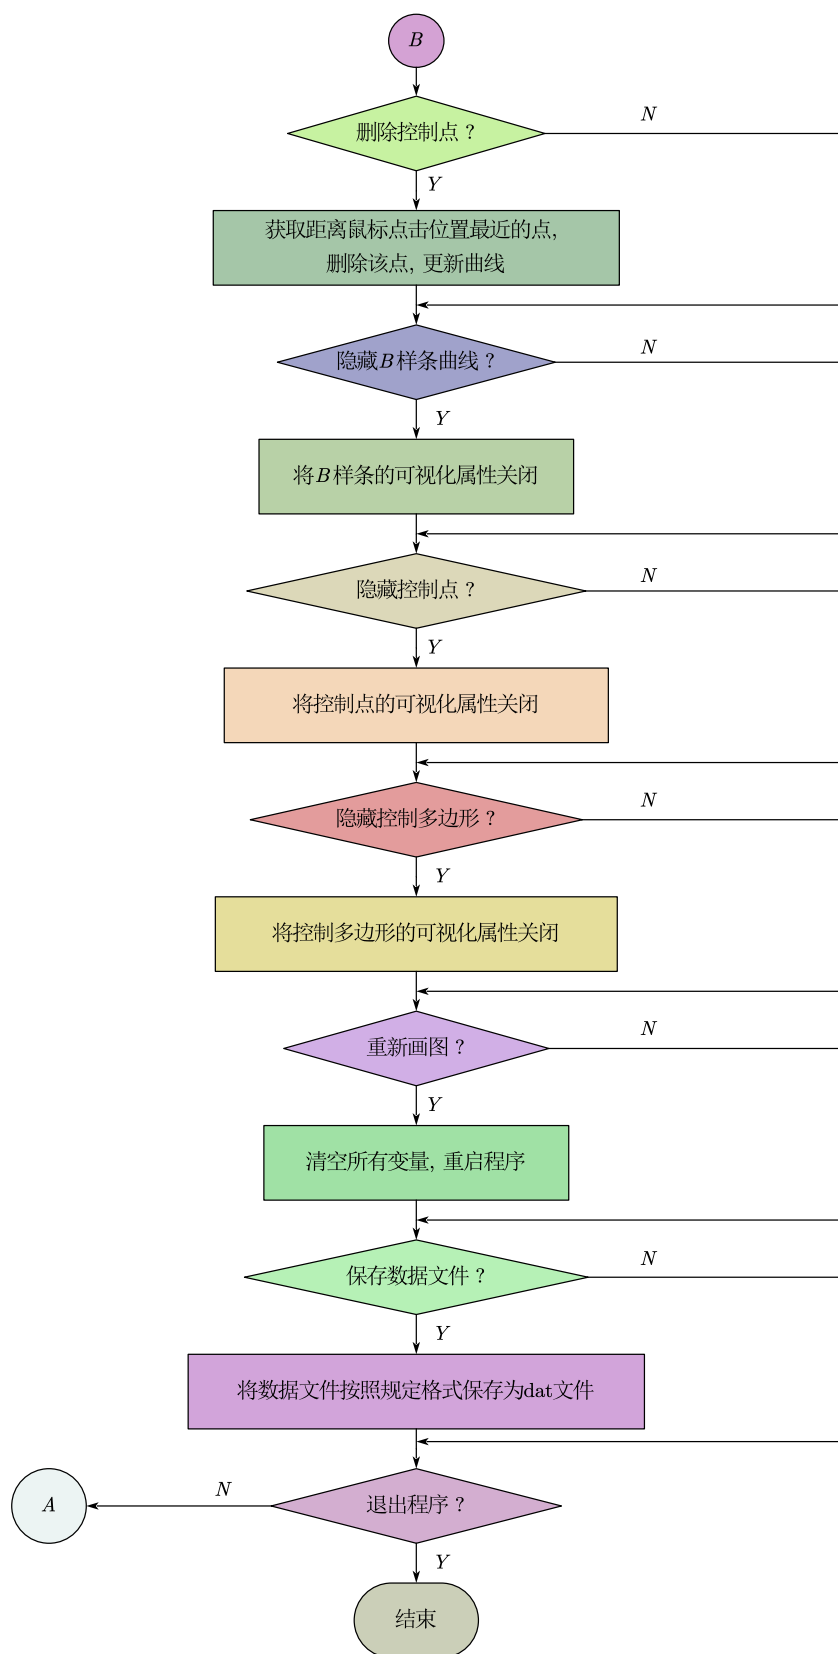 B
删除控制点？
N
Y
获取距离鼠标点击位置最近的点,
删除该点, 更新曲线
隐藏B样条曲线？
N
Y
将B样条的可视化属性关闭
隐藏控制点？
N
Y
将控制点的可视化属性关闭
隐藏控制多边形？
N
Y
将控制多边形的可视化属性关闭
重新画图？
N
Y
清空所有变量, 重启程序
保存数据文件？
N
Y
将数据文件按照规定格式保存为dat文件
A
N
退出程序？
Y
结束